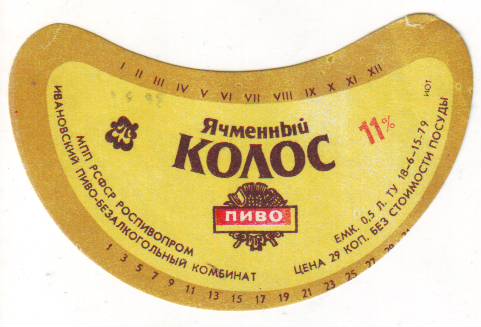 I II III IV V VI VII VIII IX X XI XII
Ячменный
КОЛОС
11%
ПИВО
МПП РСФСР РОСПИВОПРОМ
ИВАНОВСКИЙ ПИВО-БЕЗАЛКОГОЛЬНЫЙ КОМБИНАТ
ЕМК. 0,5 Л. ТУ 18-6-15-79
ЦЕНА 29 КОП. БЕЗ СТОИМОСТИ ПОСУДЫ
1 3 5 7 9 11 13 15 17 19 21 23 25 27